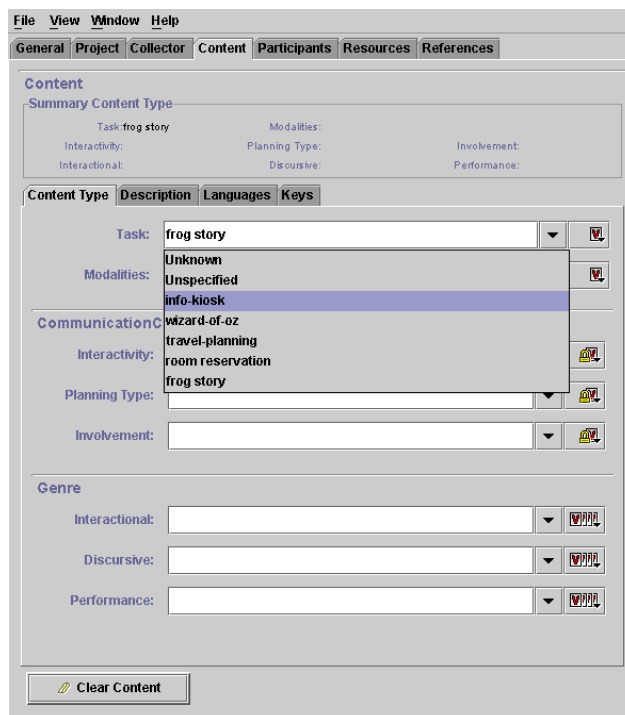 File View Window Help
General Project Collector Content Participants Resources References
Content
Summary Content Type
Task:frog story Modalities:
Interactivity: Planning Type: Involvement:
Interactional: Discursive: Performance:
Content Type Description Languages Keys
Task: frog story
Unknown
Modalities: Unspecified
info-kiosk
CommunicationC wizard-of-oz
travel-planning
Interactivity: room reservation
frog story
Planning Type:
Involvement:
Genre
Interactional:
Discursive:
Performance:
Clear Content